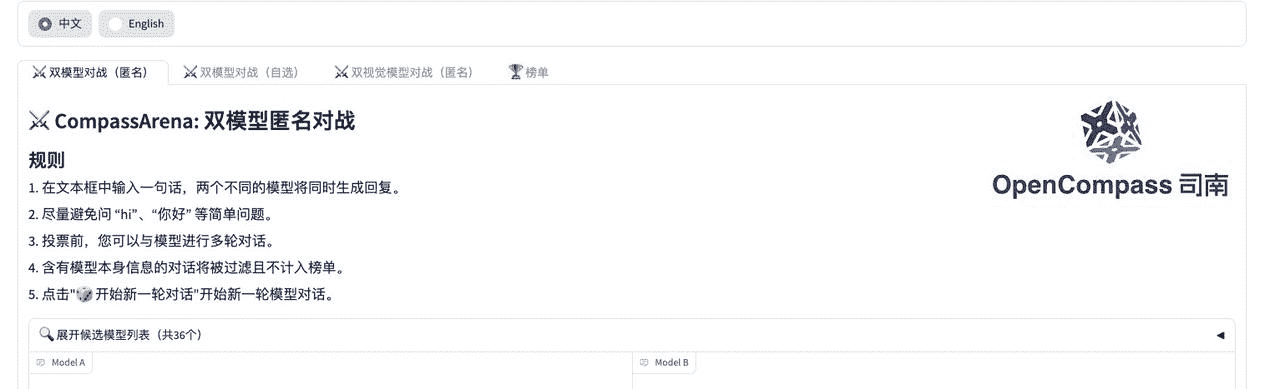 中文 English
⚔️双模型对战（匿名） ⚔️双模型对战（自选） ⚔️双视觉模型对战（匿名） 🏆榜单
⚔️ CompassArena: 双模型匿名对战
OpenCompass 司南
规则
1. 在文本框中输入一句话，两个不同的模型将同时生成回复。
2. 尽量避免问 “hi”、“你好” 等简单问题。
3. 投票前，您可以与模型进行多轮对话。
4. 含有模型本身信息的对话将被过滤且不计入榜单。
5. 点击"🎲开始新一轮对话"开始新一轮模型对话。
🔍展开候选模型列表（共36个）
Model A Model B